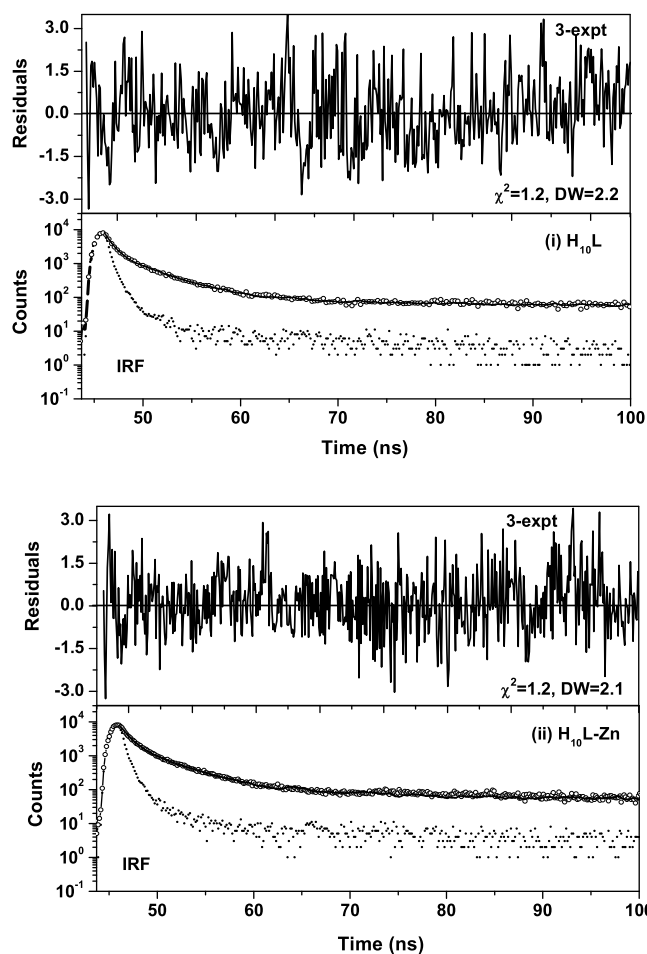 3-expt
3.0
1.5
0.0
-1.5
-3.0
Residuals
χ²=1.2, DW=2.2
10⁴
10³
10²
10¹
10⁰
10⁻¹
Counts
(i) H₁₀L
IRF
50 60 70 80 90 100
Time (ns)
3-expt
3.0
1.5
0.0
-1.5
-3.0
Residuals
χ²=1.2, DW=2.1
10⁴
10³
10²
10¹
10⁰
10⁻¹
Counts
(ii) H₁₀L-Zn
IRF
50 60 70 80 90 100
Time (ns)